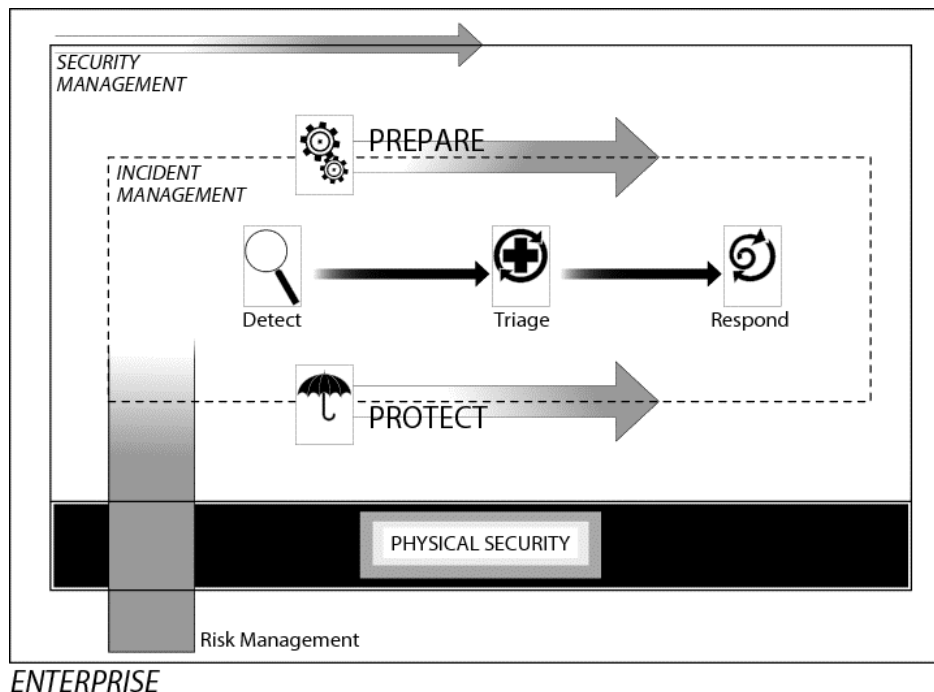 SECURITY
MANAGEMENT
PREPARE
INCIDENT
MANAGEMENT
Detect
Triage
Respond
PROTECT
PHYSICAL SECURITY
Risk Management
ENTERPRISE